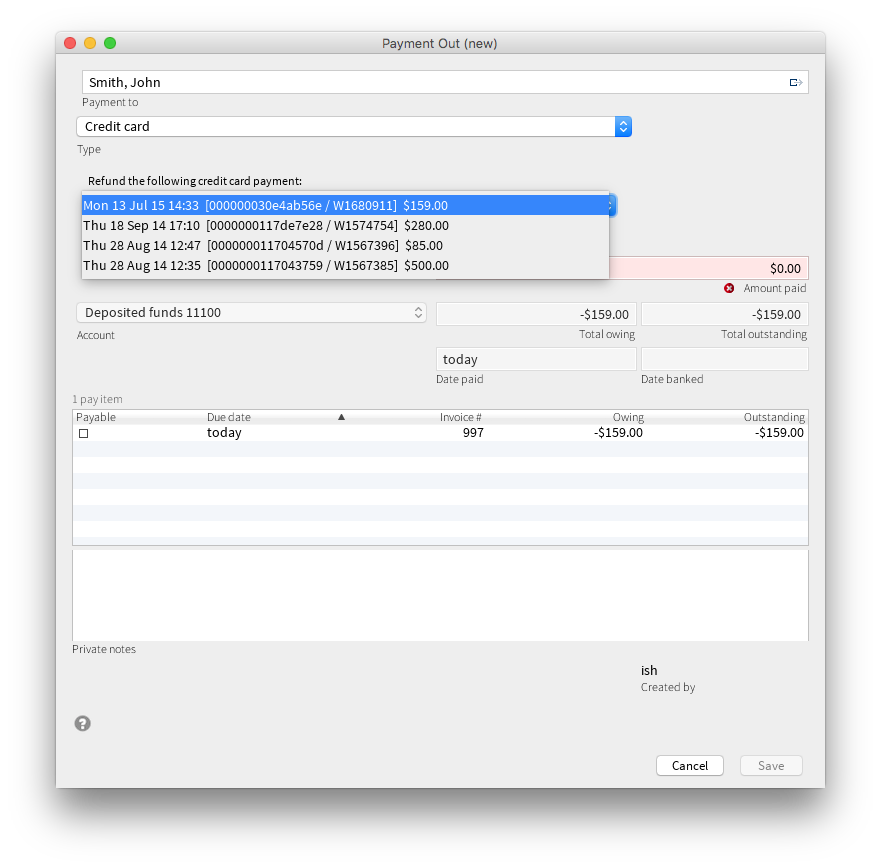 Payment Out (new)
Smith, John
Payment to
Credit card
Type
Refund the following credit card payment:
Mon 13 Jul 15 14:33 [000000030e4ab56e / W1680911] $159.00
Thu 18 Sep 14 17:10 [0000000117de7e28 / W1574754] $280.00
Thu 28 Aug 14 12:47 [000000011704570d / W1567396] $85.00
Thu 28 Aug 14 12:35 [0000000117043759 / W1567385] $500.00
$0.00
Amount paid
Deposited funds 11100 -$159.00 -$159.00
Account Total owing Total outstanding
today
Date paid Date banked
1 pay item
Payable Due date Invoice # Owing Outstanding
today 997 -$159.00 -$159.00
Private notes
ish
Created by
?
Cancel Save